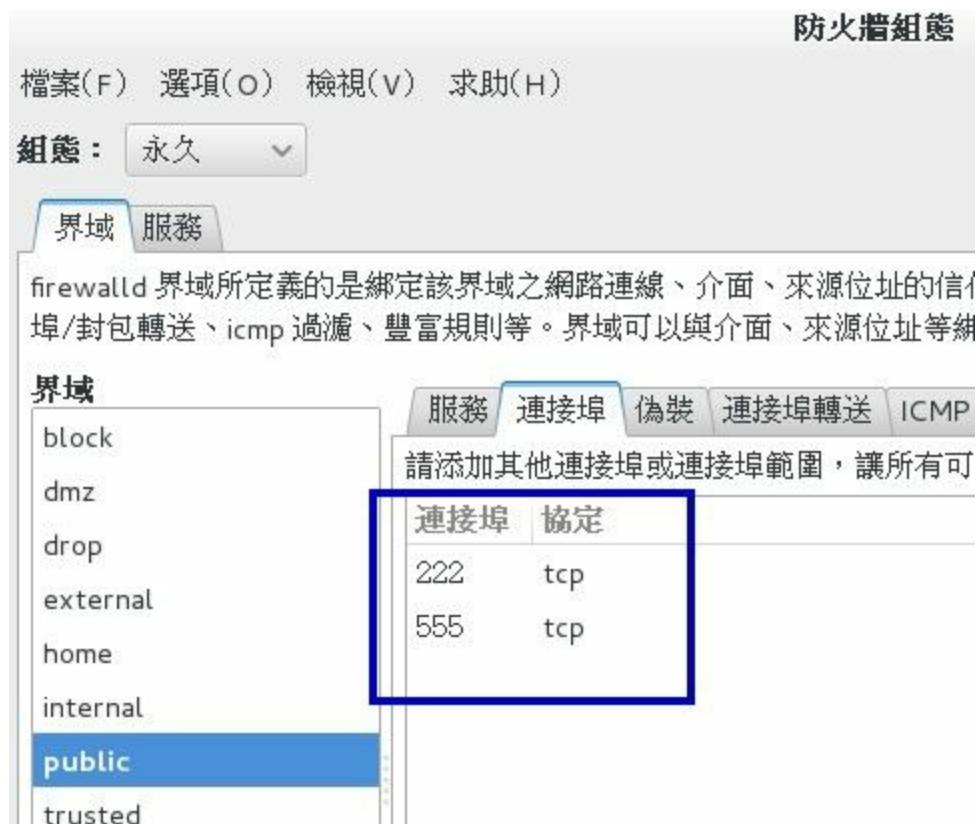 防火牆組態
檔案(F) 選項(O) 檢視(V) 求助(H)
組態： 永久
界域 服務
firewalld 界域所定義的是綁定該界域之網路連線、介面、來源位址的信
埠/封包轉送、icmp 過濾、豐富規則等。界域可以與介面、來源位址等
界域
服務 連接埠 偽裝 連接埠轉送 ICMP
請添加其他連接埠或連接埠範圍，讓所有可
連接埠 協定
222 tcp
555 tcp
block
dmz
drop
external
home
internal
public
trusted